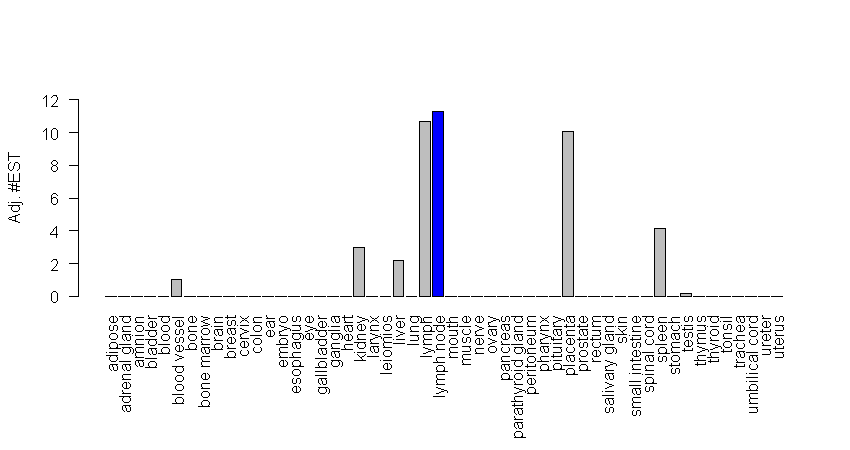 Adj. #EST
12
10
8
6
4
2
0
adipose
adrenal gland
amnion
bladder
blood
blood vessel
bone
bone marrow
brain
breast
cervix
colon
ear
embryo
esophagus
eye
gallbladder
ganglia
heart
kidney
larynx
leiomios
liver
lung
lymph
lymph node
mouth
muscle
nerve
ovary
pancreas
parathyroid gland
peritoneum
pharynx
pituitary
placenta
prostate
rectum
salivary gland
skin
small intestine
spinal cord
spleen
stomach
testis
thymus
thyroid
tonsil
trachea
umbilical cord
ureter
uterus